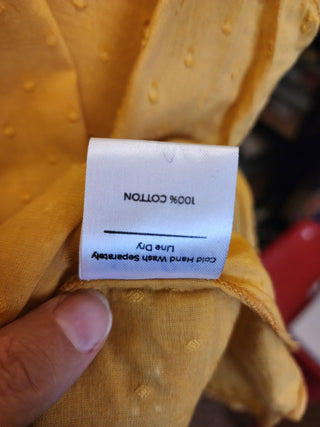 Cold Hand Wash Separately
Line Dry
100% COTTON